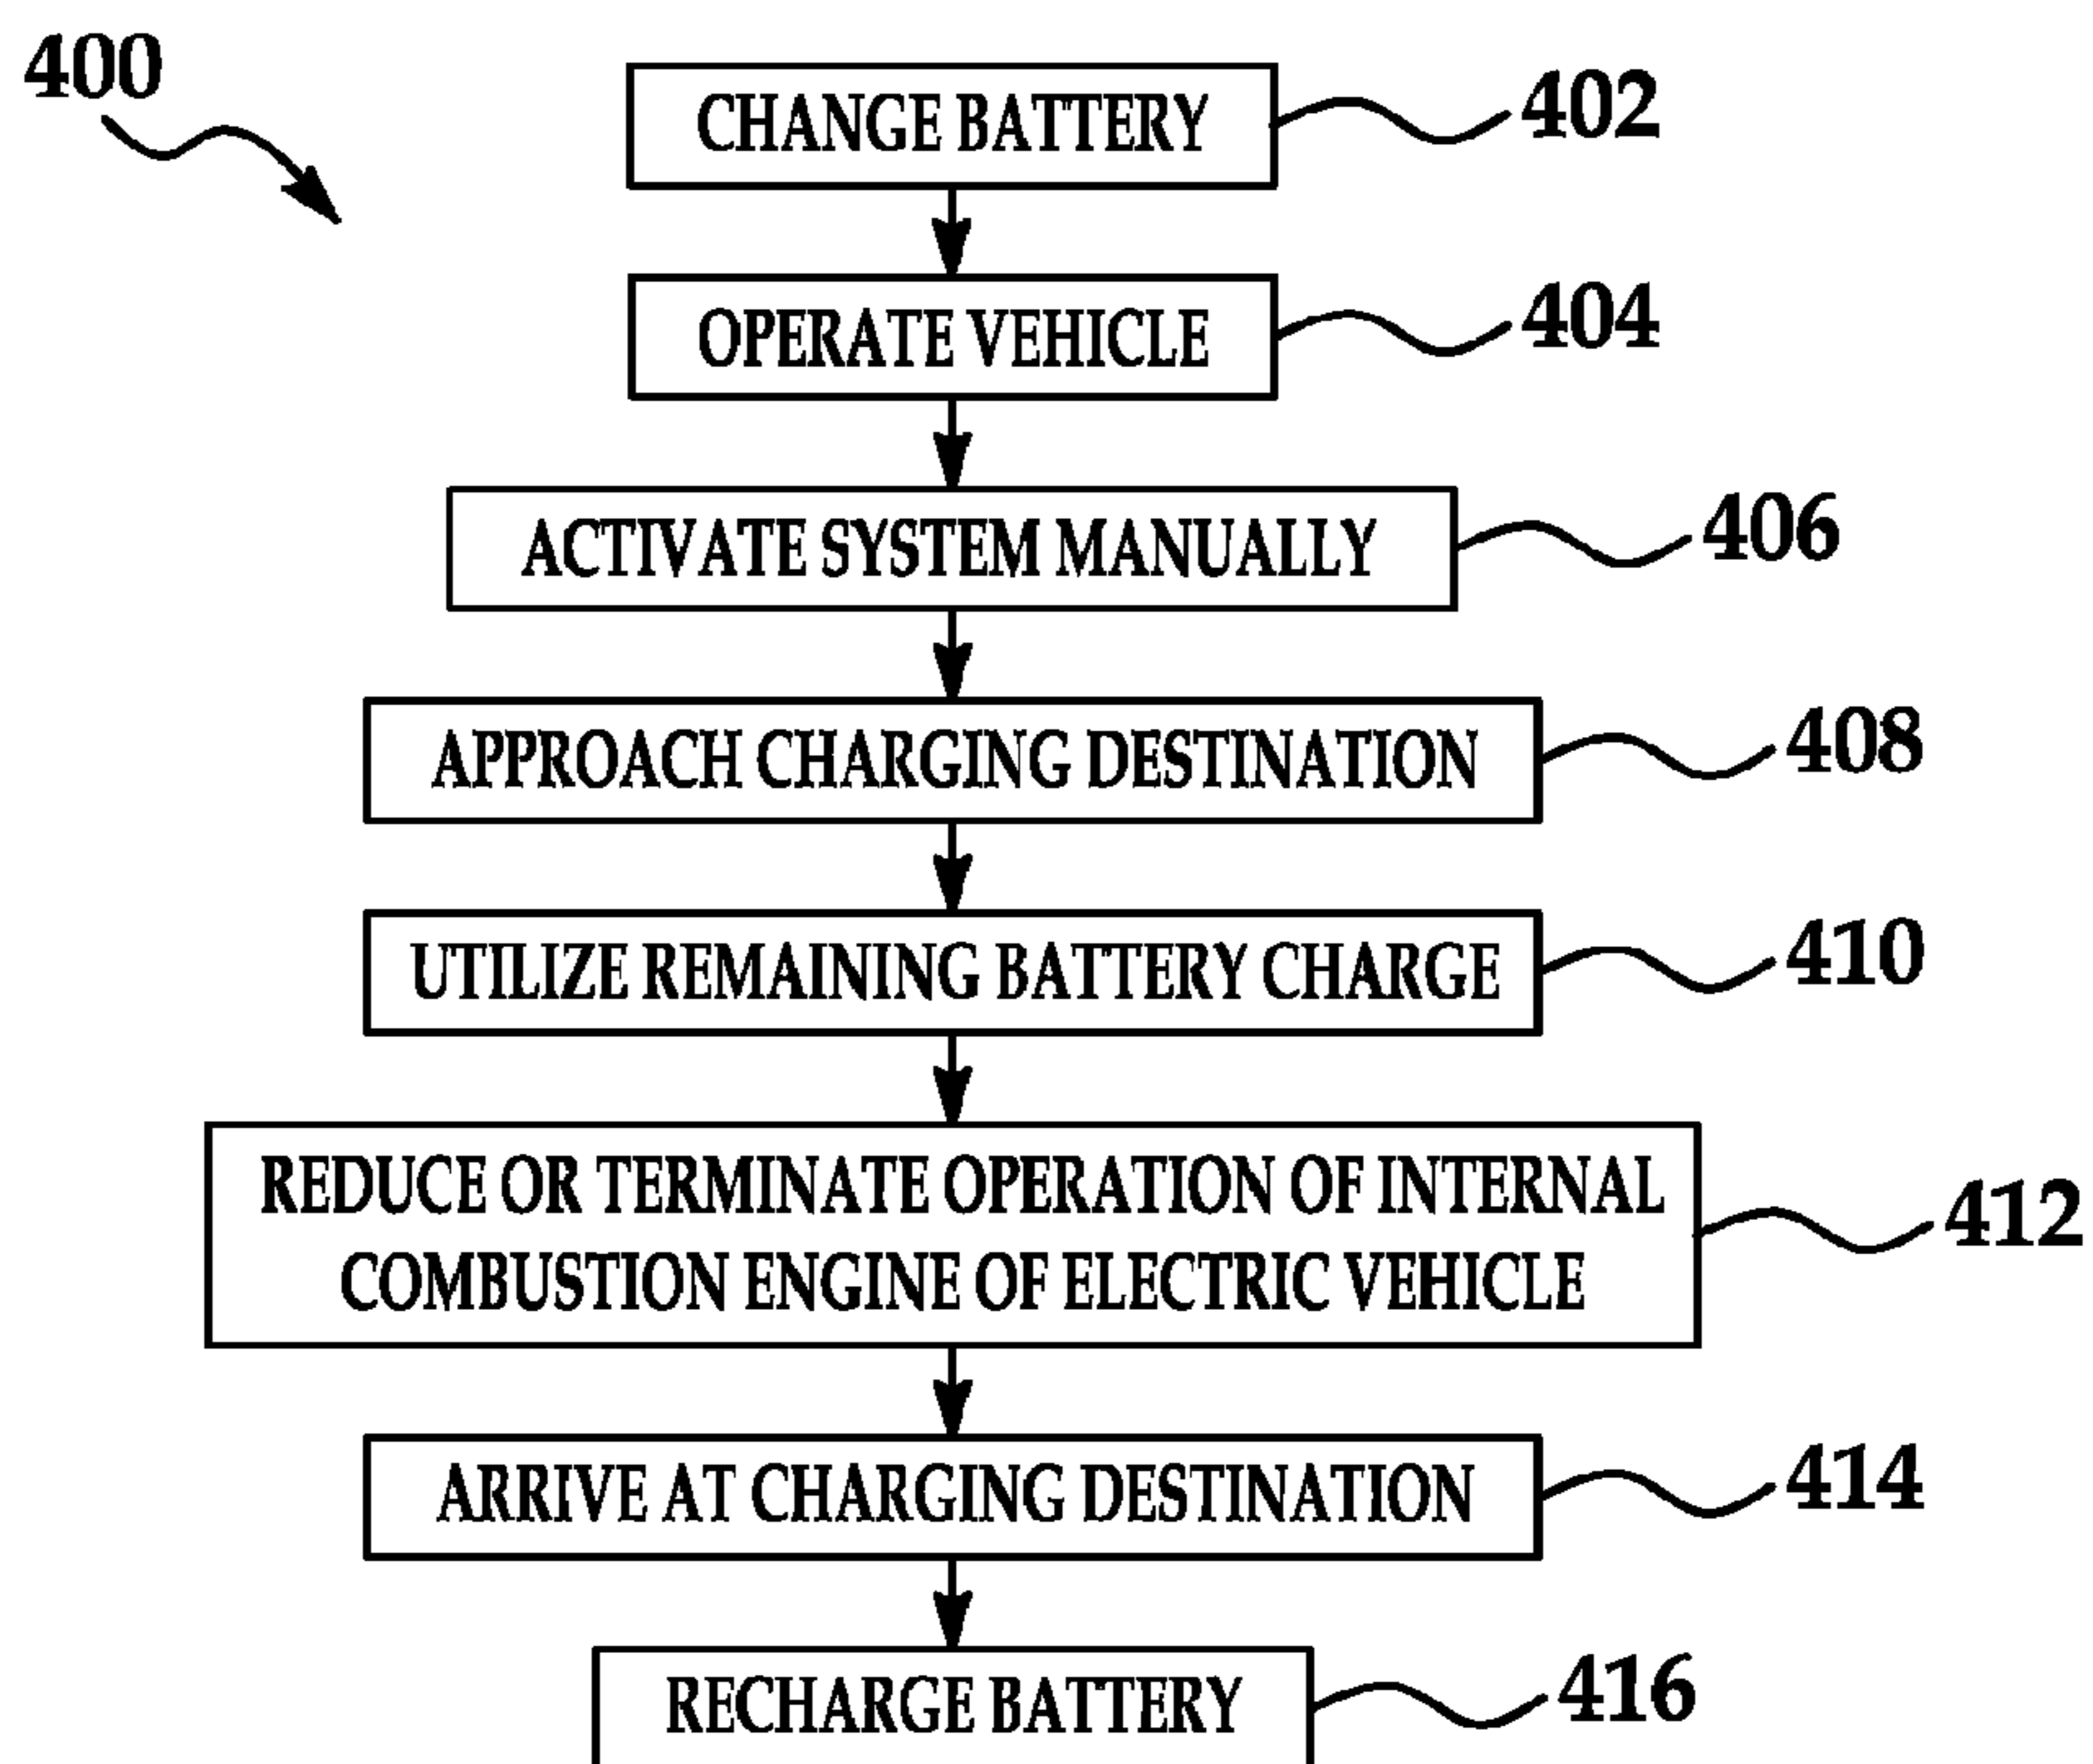 400
CHANGE BATTERY
402
OPERATE VEHICLE
404
ACTIVATE SYSTEM MANUALLY
406
APPROACH CHARGING DESTINATION
408
UTILIZE REMAINING BATTERY CHARGE
410
REDUCE OR TERMINATE OPERATION OF INTERNAL
COMBUSTION ENGINE OF ELECTRIC VEHICLE
412
ARRIVE AT CHARGING DESTINATION
414
RECHARGE BATTERY
416